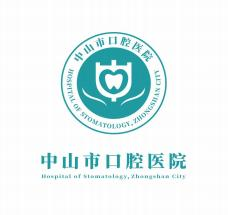 中山市口腔医院
HOSPITAL OF STOMATOLOGY, ZHONGSHAN CITY
中山市口腔医院
Hospital of Stomatology, Zhongshan City